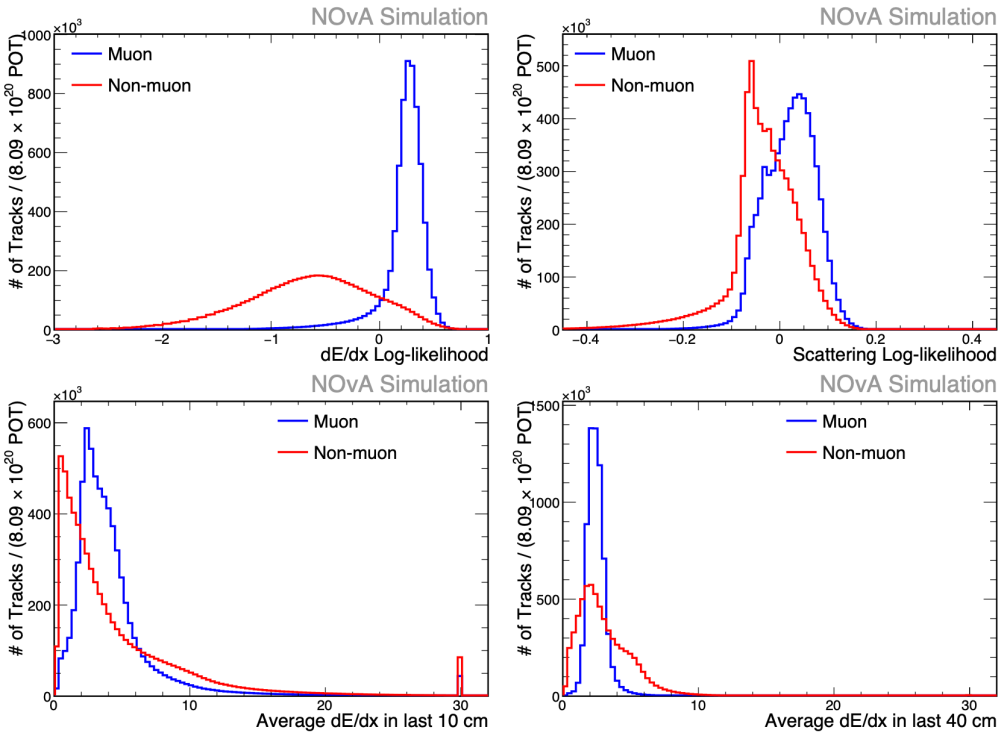 NOvA Simulation
×10³
1000
800
600
400
200
0
# of Tracks / (8.09 × 10²⁰ POT)
Muon
Non-muon
−3 −2 −1 0 1
dE/dx Log-likelihood
NOvA Simulation
×10³
500
400
300
200
100
0
# of Tracks / (8.09 × 10²⁰ POT)
Muon
Non-muon
−0.4 −0.2 0 0.2 0.4
Scattering Log-likelihood
NOvA Simulation
×10³
600
400
200
0
# of Tracks / (8.09 × 10²⁰ POT)
Muon
Non-muon
0 10 20 30
Average dE/dx in last 10 cm
NOvA Simulation
×10³
1500
1000
500
0
# of Tracks / (8.09 × 10²⁰ POT)
Muon
Non-muon
0 10 20 30
Average dE/dx in last 40 cm